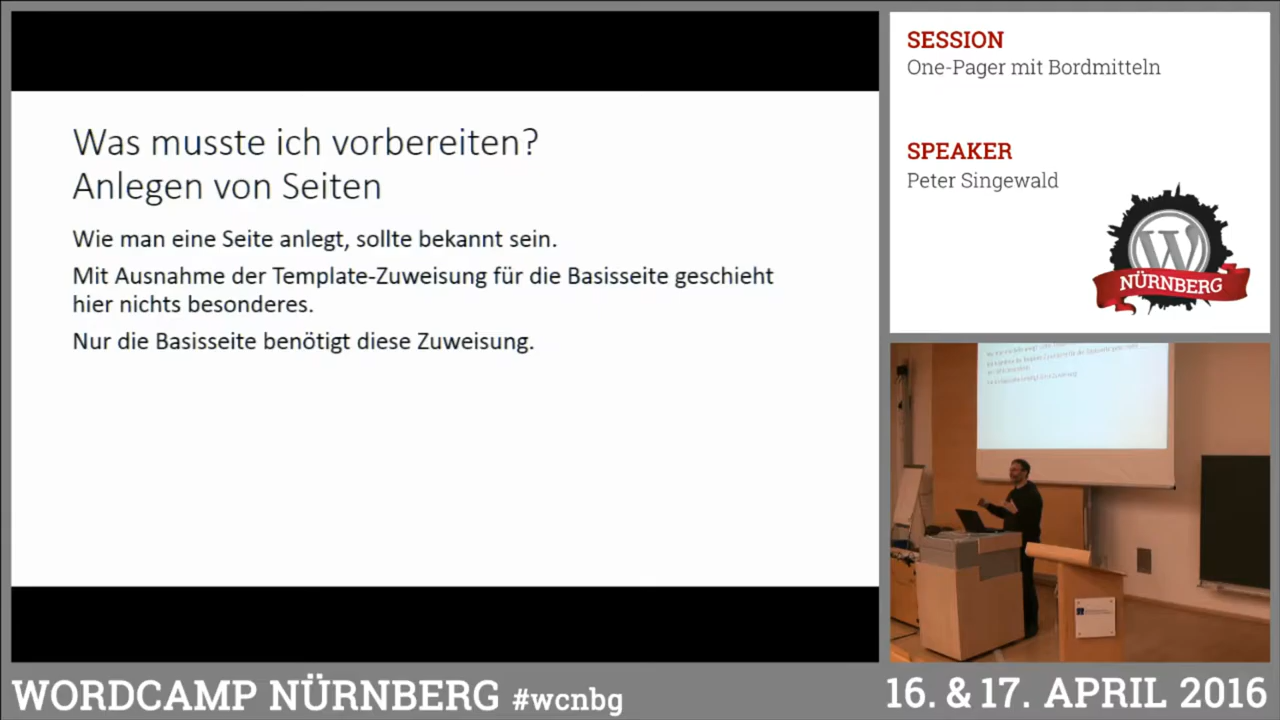 Was musste ich vorbereiten?
Anlegen von Seiten
Wie man eine Seite anlegt, sollte bekannt sein.
Mit Ausnahme der Template-Zuweisung für die Basisseite geschieht
hier nichts besonderes.
Nur die Basisseite benötigt diese Zuweisung.
SESSION
One-Pager mit Bordmitteln
SPEAKER
Peter Singewald
W
NÜRNBERG
WORDCAMP NÜRNBERG #wcnbg
16. & 17. APRIL 2016